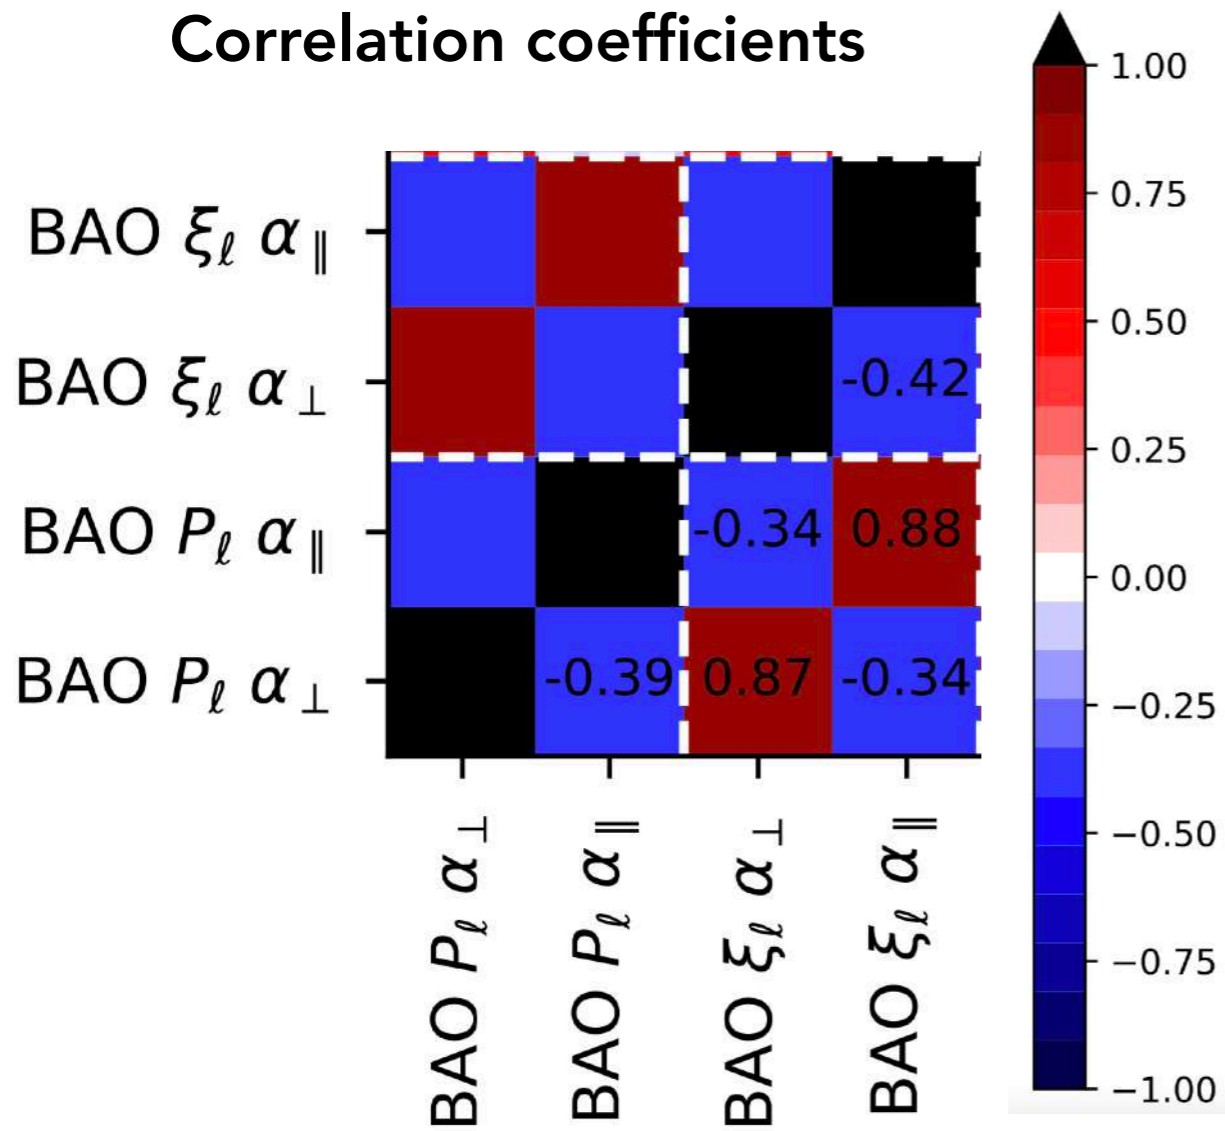 Correlation coefficients
BAO ξℓ α∥
BAO ξℓ α⊥
-0.42
BAO Pℓ α∥
-0.34 0.88
BAO Pℓ α⊥
-0.39 0.87 -0.34
BAO Pℓ α⊥
BAO Pℓ α∥
BAO ξℓ α⊥
BAO ξℓ α∥
1.00
0.75
0.50
0.25
0.00
−0.25
−0.50
−0.75
−1.00